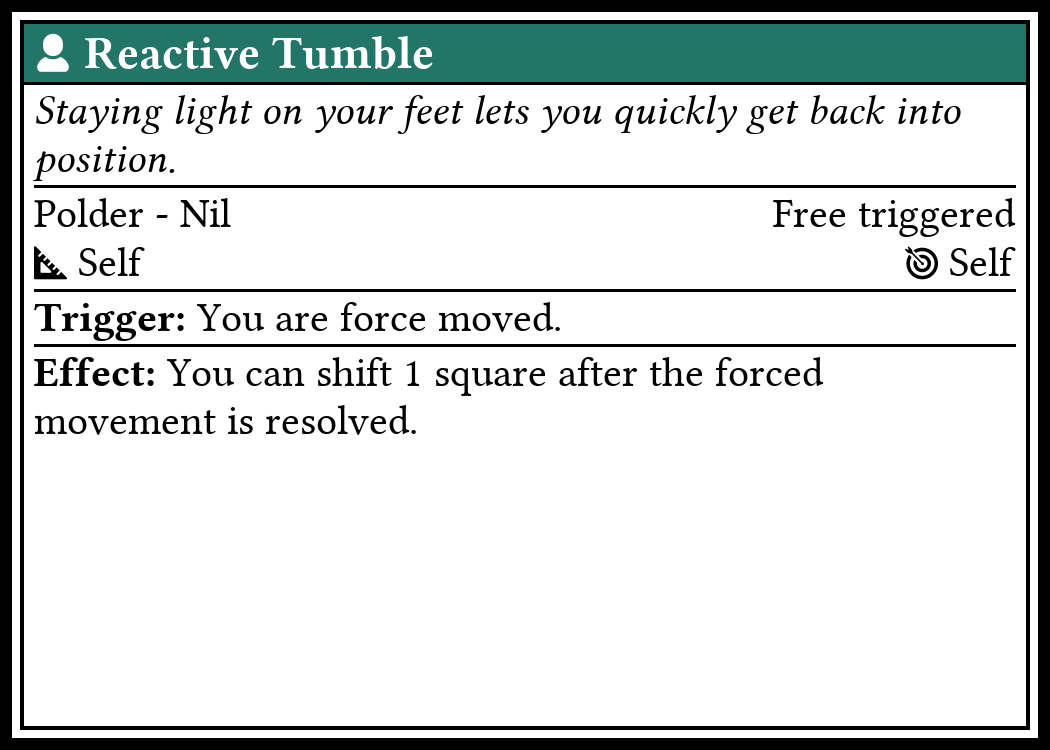 Reactive Tumble
Staying light on your feet lets you quickly get back into
position.
Polder - Nil Free triggered
Self Self
Trigger: You are force moved.
Effect: You can shift 1 square after the forced
movement is resolved.